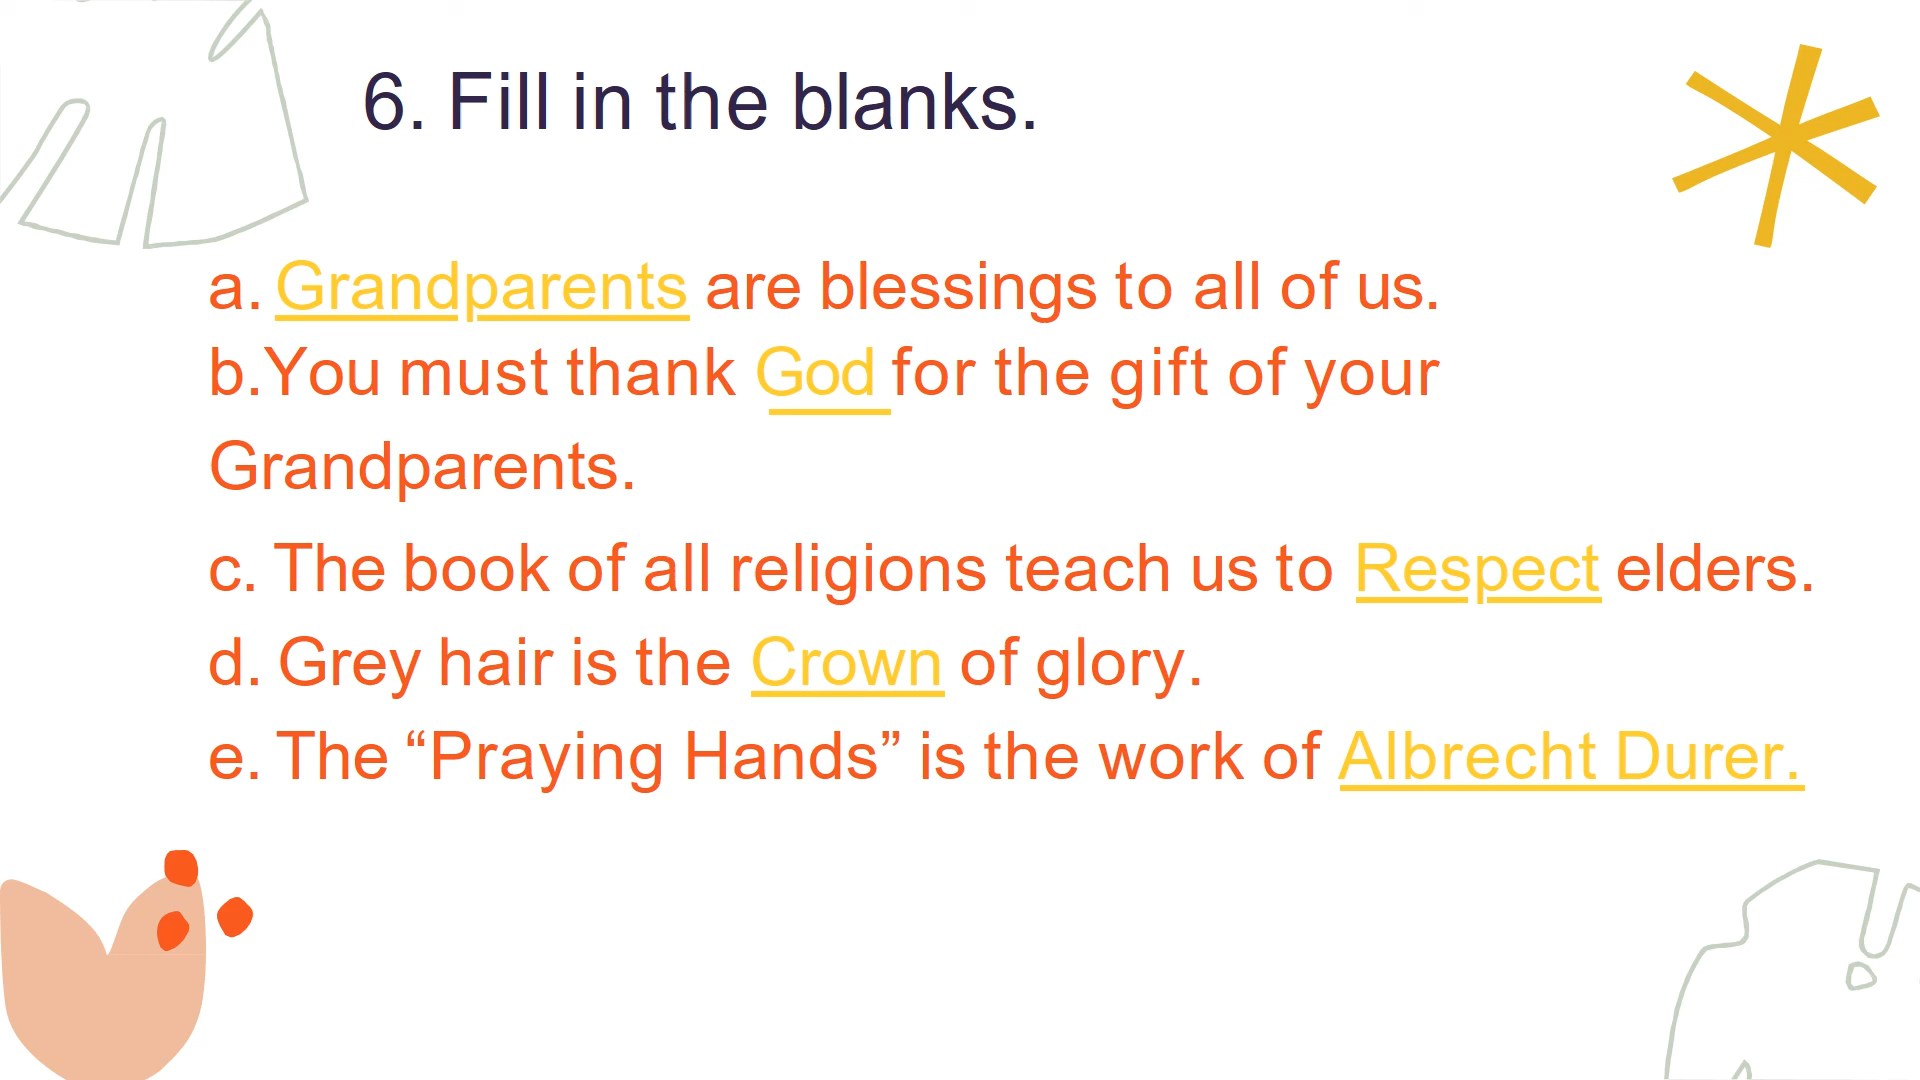 6. Fill in the blanks.
a. Grandparents are blessings to all of us.
b.You must thank God for the gift of your
Grandparents.
c. The book of all religions teach us to Respect elders.
d. Grey hair is the Crown of glory.
e. The “Praying Hands” is the work of Albrecht Durer.